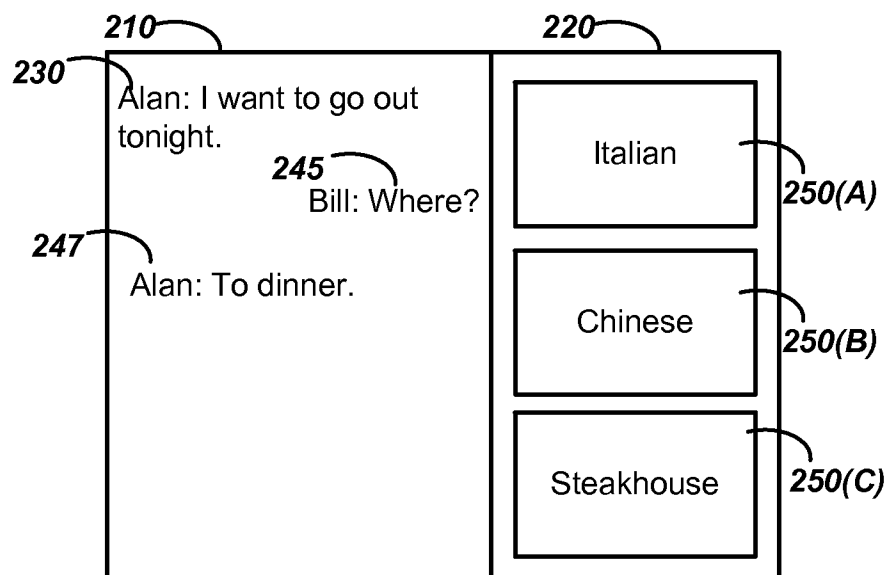 210
220
230
Alan: I want to go out
tonight.
245
Bill: Where?
247
Alan: To dinner.
Italian
250(A)
Chinese
250(B)
Steakhouse
250(C)